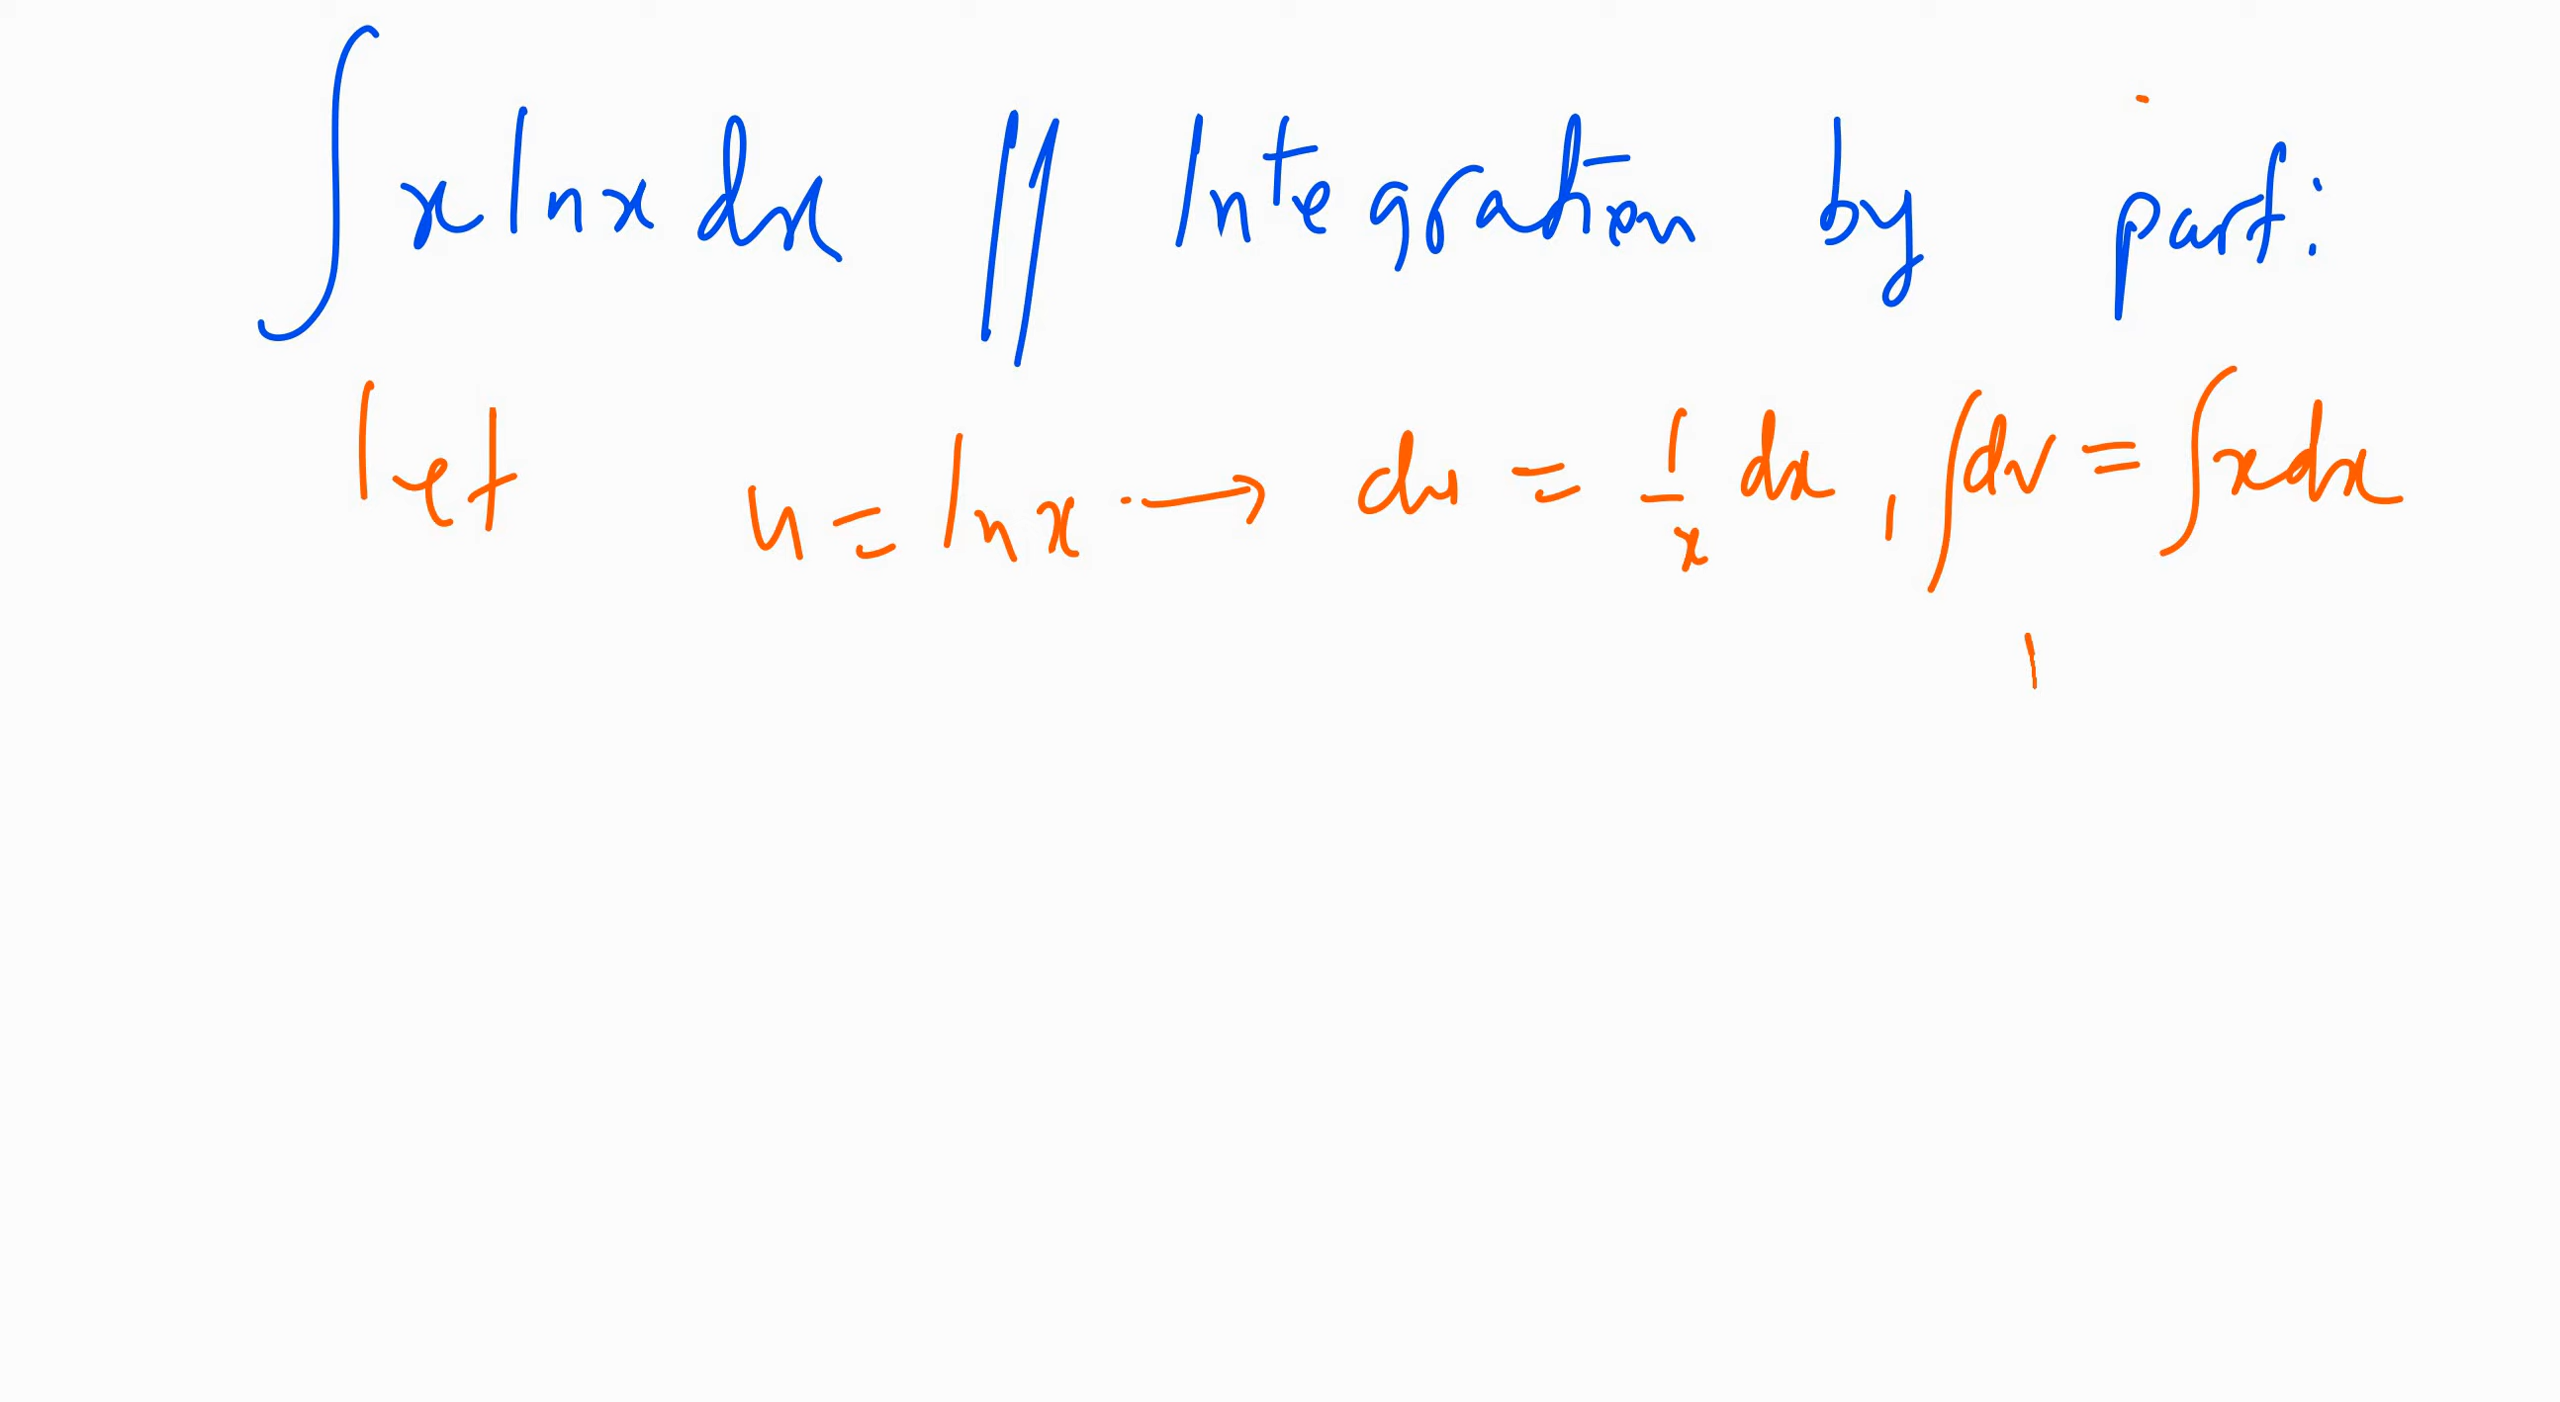 ∫ x ln x dx // Integration by part:
let u = ln x → du = 1/x dx, ∫dv = ∫x dx